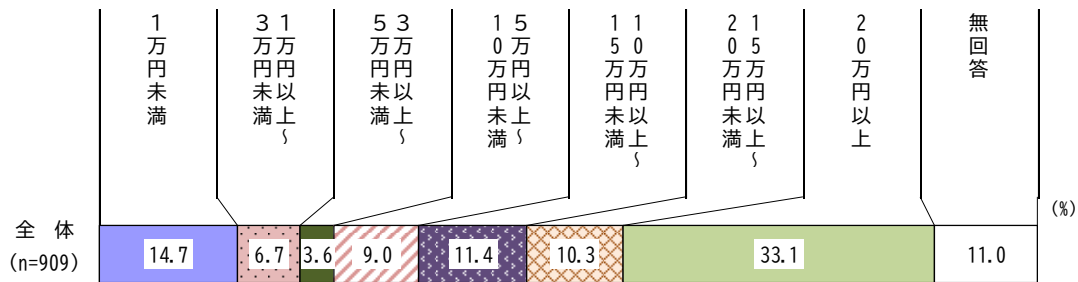 1万円未満
1万円以上～
3万円未満
3万円以上～
5万円未満
5万円以上～
10万円未満
10万円以上～
15万円未満
15万円以上～
20万円未満
20万円以上
無回答
(%)
全 体
(n=909)
14.7
6.7
3.6
9.0
11.4
10.3
33.1
11.0